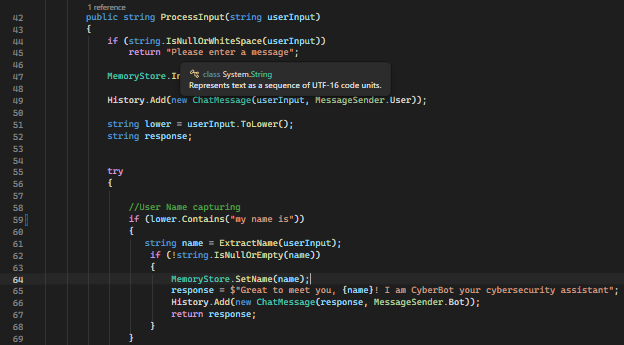 1 reference
42 public string ProcessInput(string userInput)
43 {
44 if (string.IsNullOrWhiteSpace(userInput))
45 return "Please enter a message";
46
47 MemoryStore.In
class System.String
48
Represents text as a sequence of UTF-16 code units.
49 History.Add(new ChatMessage(userInput, MessageSender.User));
50
51 string lower = userInput.ToLower();
52 string response;
53
54
55 try
56 {
57
58 //User Name capturing
59 if (lower.Contains("my name is"))
60 {
61 string name = ExtractName(userInput);
62 if (!string.IsNullOrEmpty(name))
63 {
64 MemoryStore.SetName(name);
65 response = $"Great to meet you, {name}! I am CyberBot your cybersecurity assistant";
66 History.Add(new ChatMessage(response, MessageSender.Bot));
67 return response;
68 }
69 }